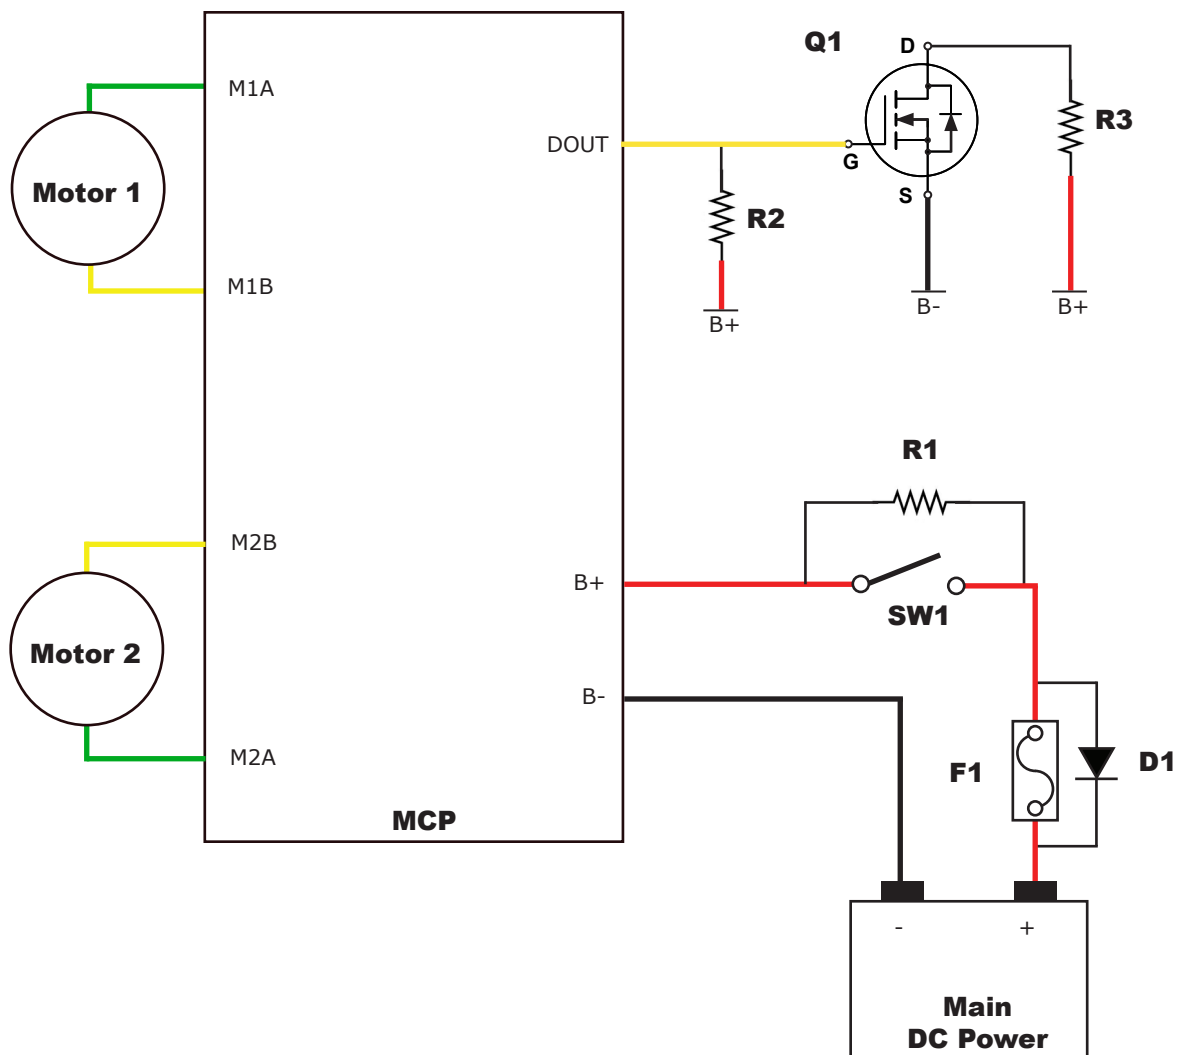 Q1
D
M1A
R3
DOUT
G
Motor 1
S
R2
M1B
B-
B+
B+
R1
M2B
B+
SW1
Motor 2
B-
M2A
F1
D1
MCP
-
+
Main
DC Power